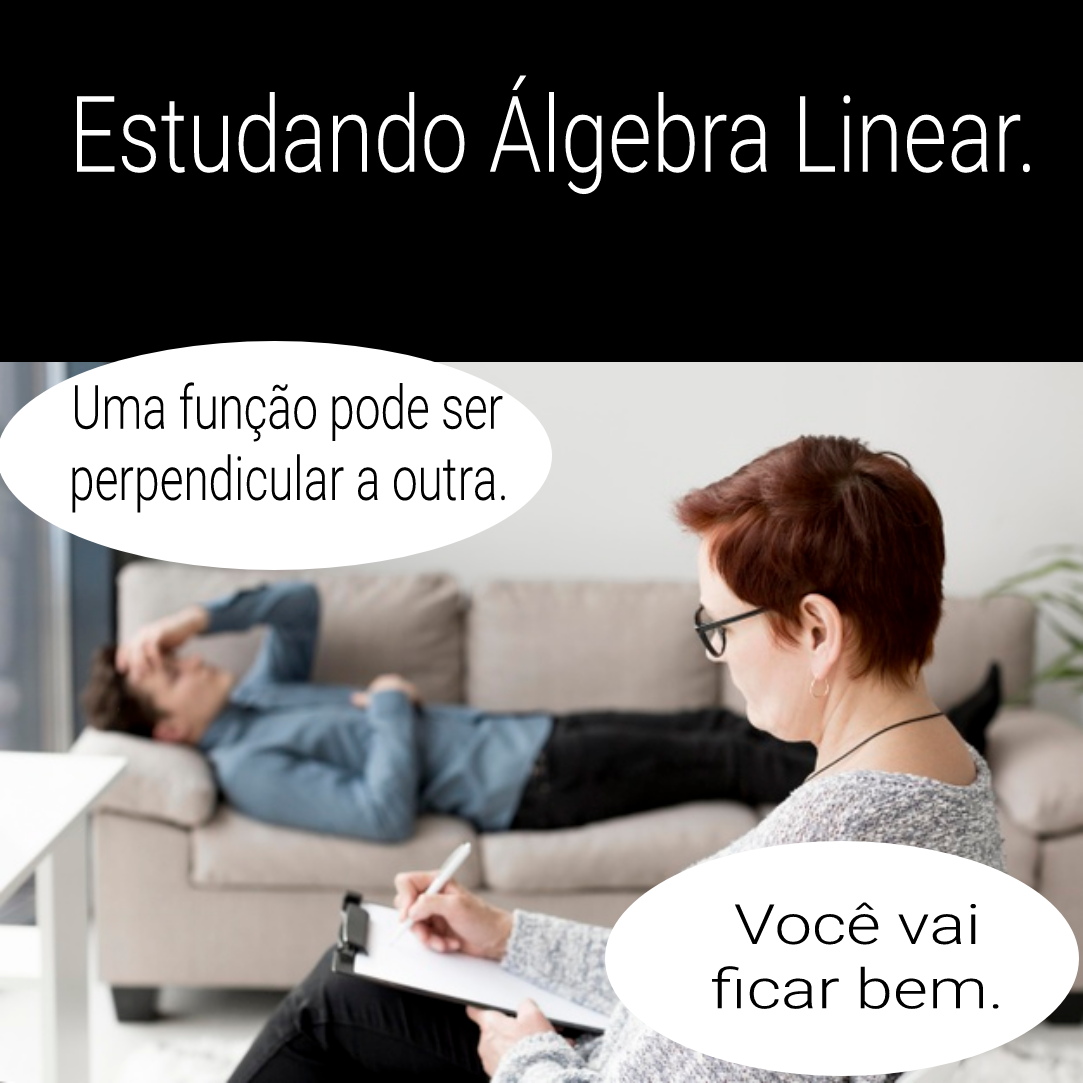 Estudando Álgebra Linear.
Uma função pode ser
perpendicular a outra.
Você vai
ficar bem.